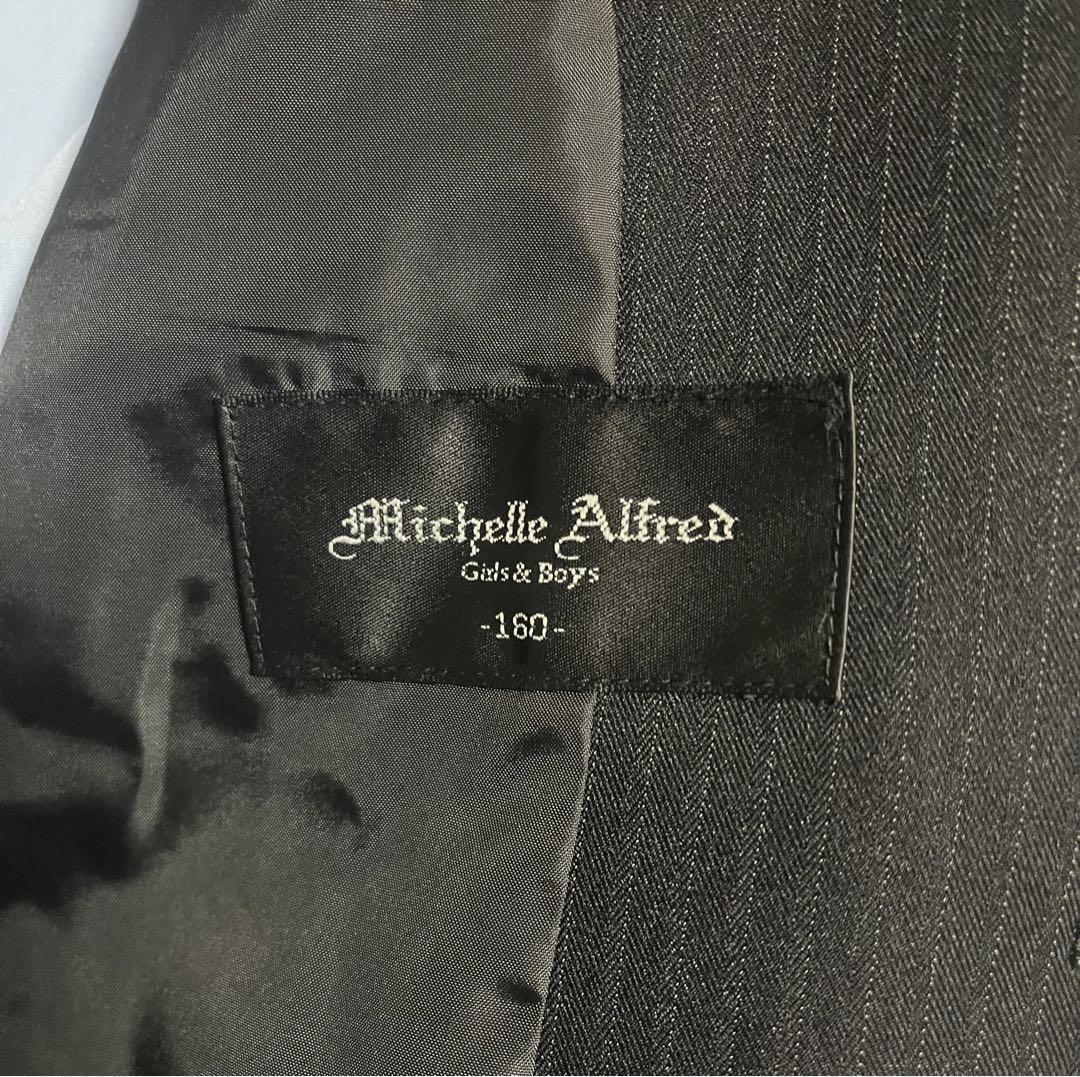 Michelle Alfred
Girls & Boys
-160-